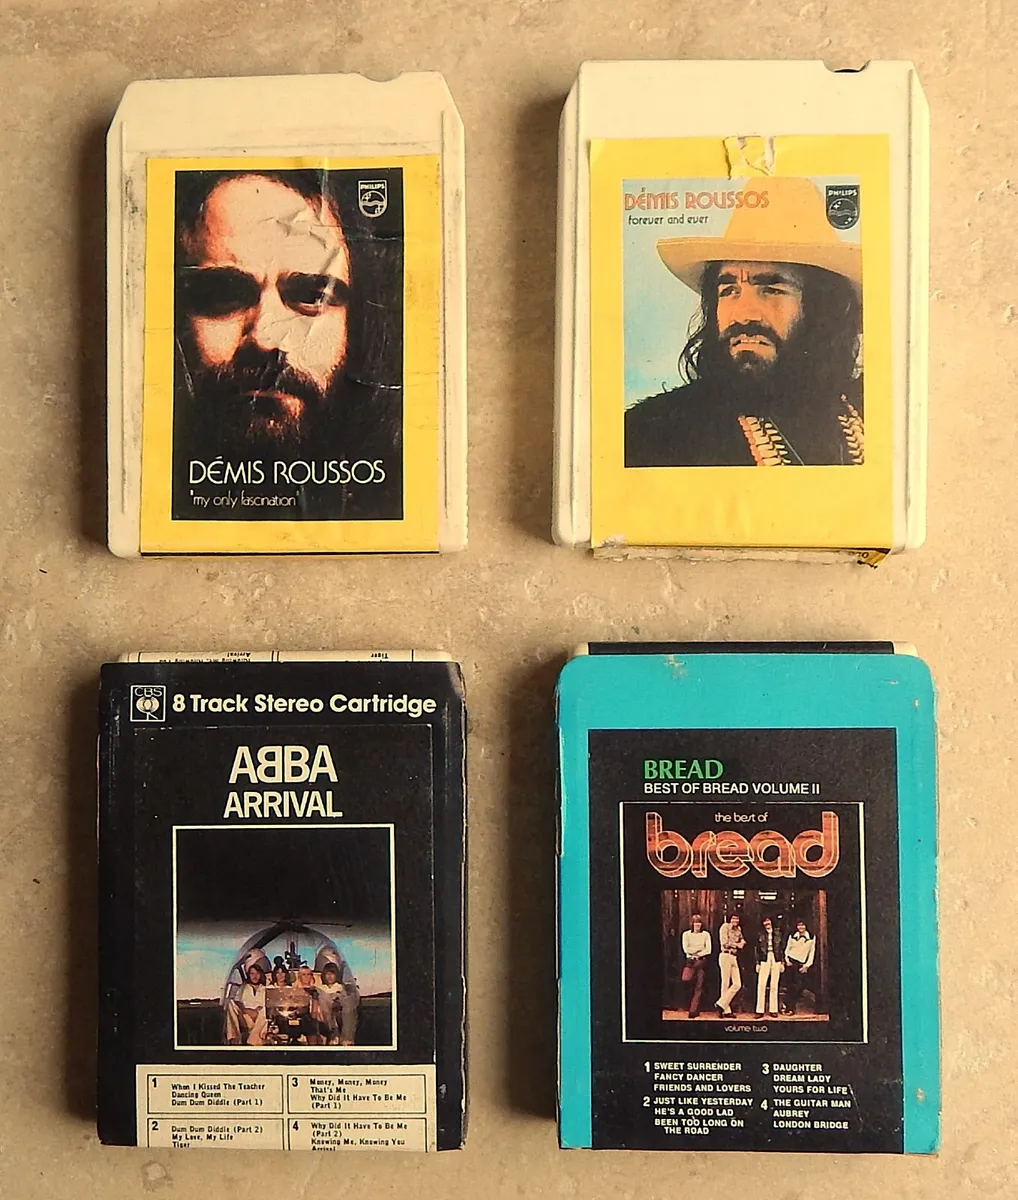 PHILIPS
DÉMIS ROUSSOS
"my only fascination"
DÉMIS ROUSSOS
forever and ever
PHILIPS
CBS
8 Track Stereo Cartridge
ABBA
ARRIVAL
1
When I Kissed The Teacher
Dancing Queen
Dum Dum Diddle (Part 1)
2
Dum Dum Diddle (Part 2)
My Love, My Life
Tiger
3
Money, Money, Money
That's Me
Why Did It Have To Be Me
(Part 1)
4
Why Did It Have To Be Me
(Part 2)
Knowing Me, Knowing You
Arrival
BREAD
BEST OF BREAD VOLUME II
the best of
bread
volume two
1 SWEET SURRENDER
FANCY DANCER
FRIENDS AND LOVERS
2 JUST LIKE YESTERDAY
HE'S A GOOD LAD
BEEN TOO LONG ON
THE ROAD
3 DAUGHTER
DREAM LADY
YOURS FOR LIFE
4 THE GUITAR MAN
AUBREY
LONDON BRIDGE